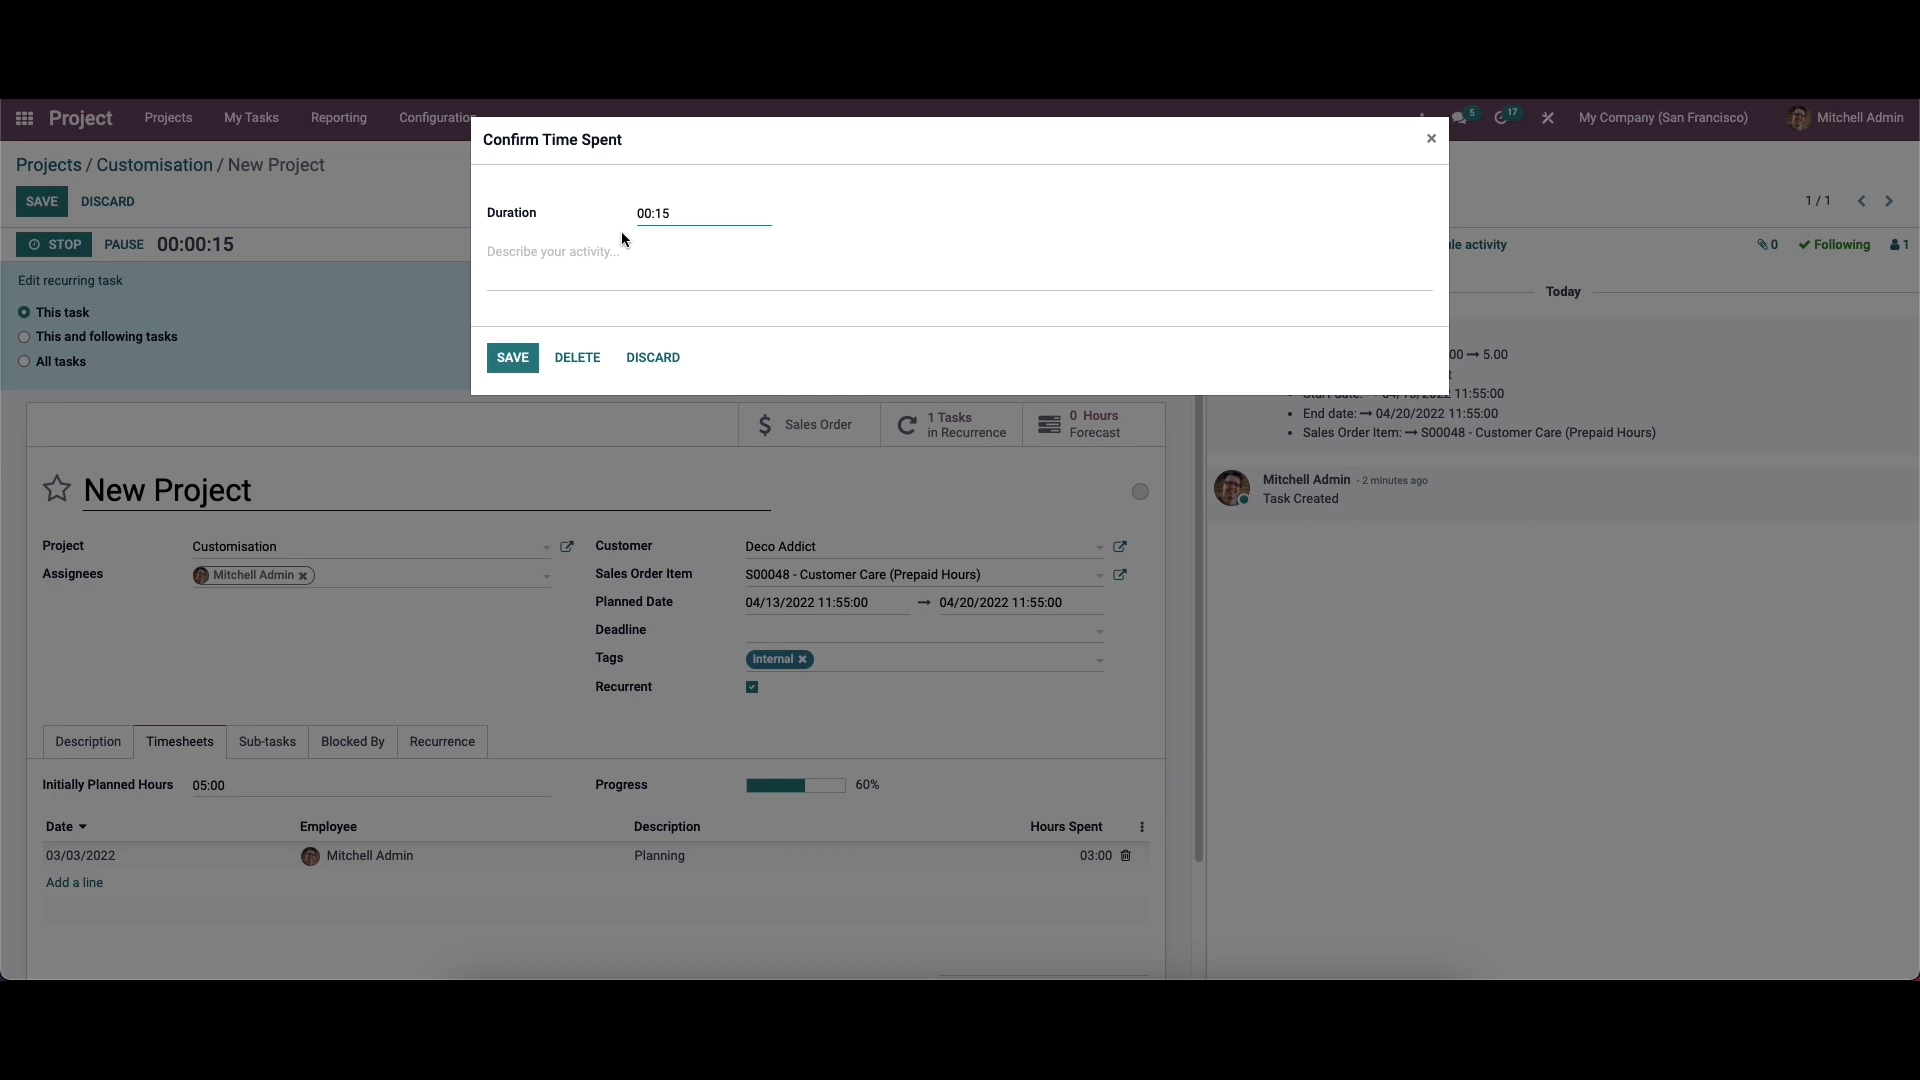 Project Projects My Tasks Reporting Configuration 5 17 My Company (San Francisco) Mitchell Admin
Confirm Time Spent ×
Projects / Customisation / New Project
SAVE DISCARD
1 / 1
Duration 00:15
STOP PAUSE 00:00:15
Describe your activity...
activity 0 Following 1
Edit recurring task
This task
This and following tasks
All tasks
Today
SAVE DELETE DISCARD
→ 5.00
Start date: → 04/13/2022 11:55:00
End date: → 04/20/2022 11:55:00
Sales Order Item: → S00048 - Customer Care (Prepaid Hours)
Sales Order
1 Tasks
in Recurrence
0 Hours
Forecast
Mitchell Admin - 2 minutes ago
Task Created
New Project
Project Customisation
Assignees Mitchell Admin
Customer Deco Addict
Sales Order Item S00048 - Customer Care (Prepaid Hours)
Planned Date 04/13/2022 11:55:00 → 04/20/2022 11:55:00
Deadline
Tags Internal
Recurrent
Description Timesheets Sub-tasks Blocked By Recurrence
Initially Planned Hours 05:00 Progress 60%
Date Employee Description Hours Spent
03/03/2022 Mitchell Admin Planning 03:00
Add a line